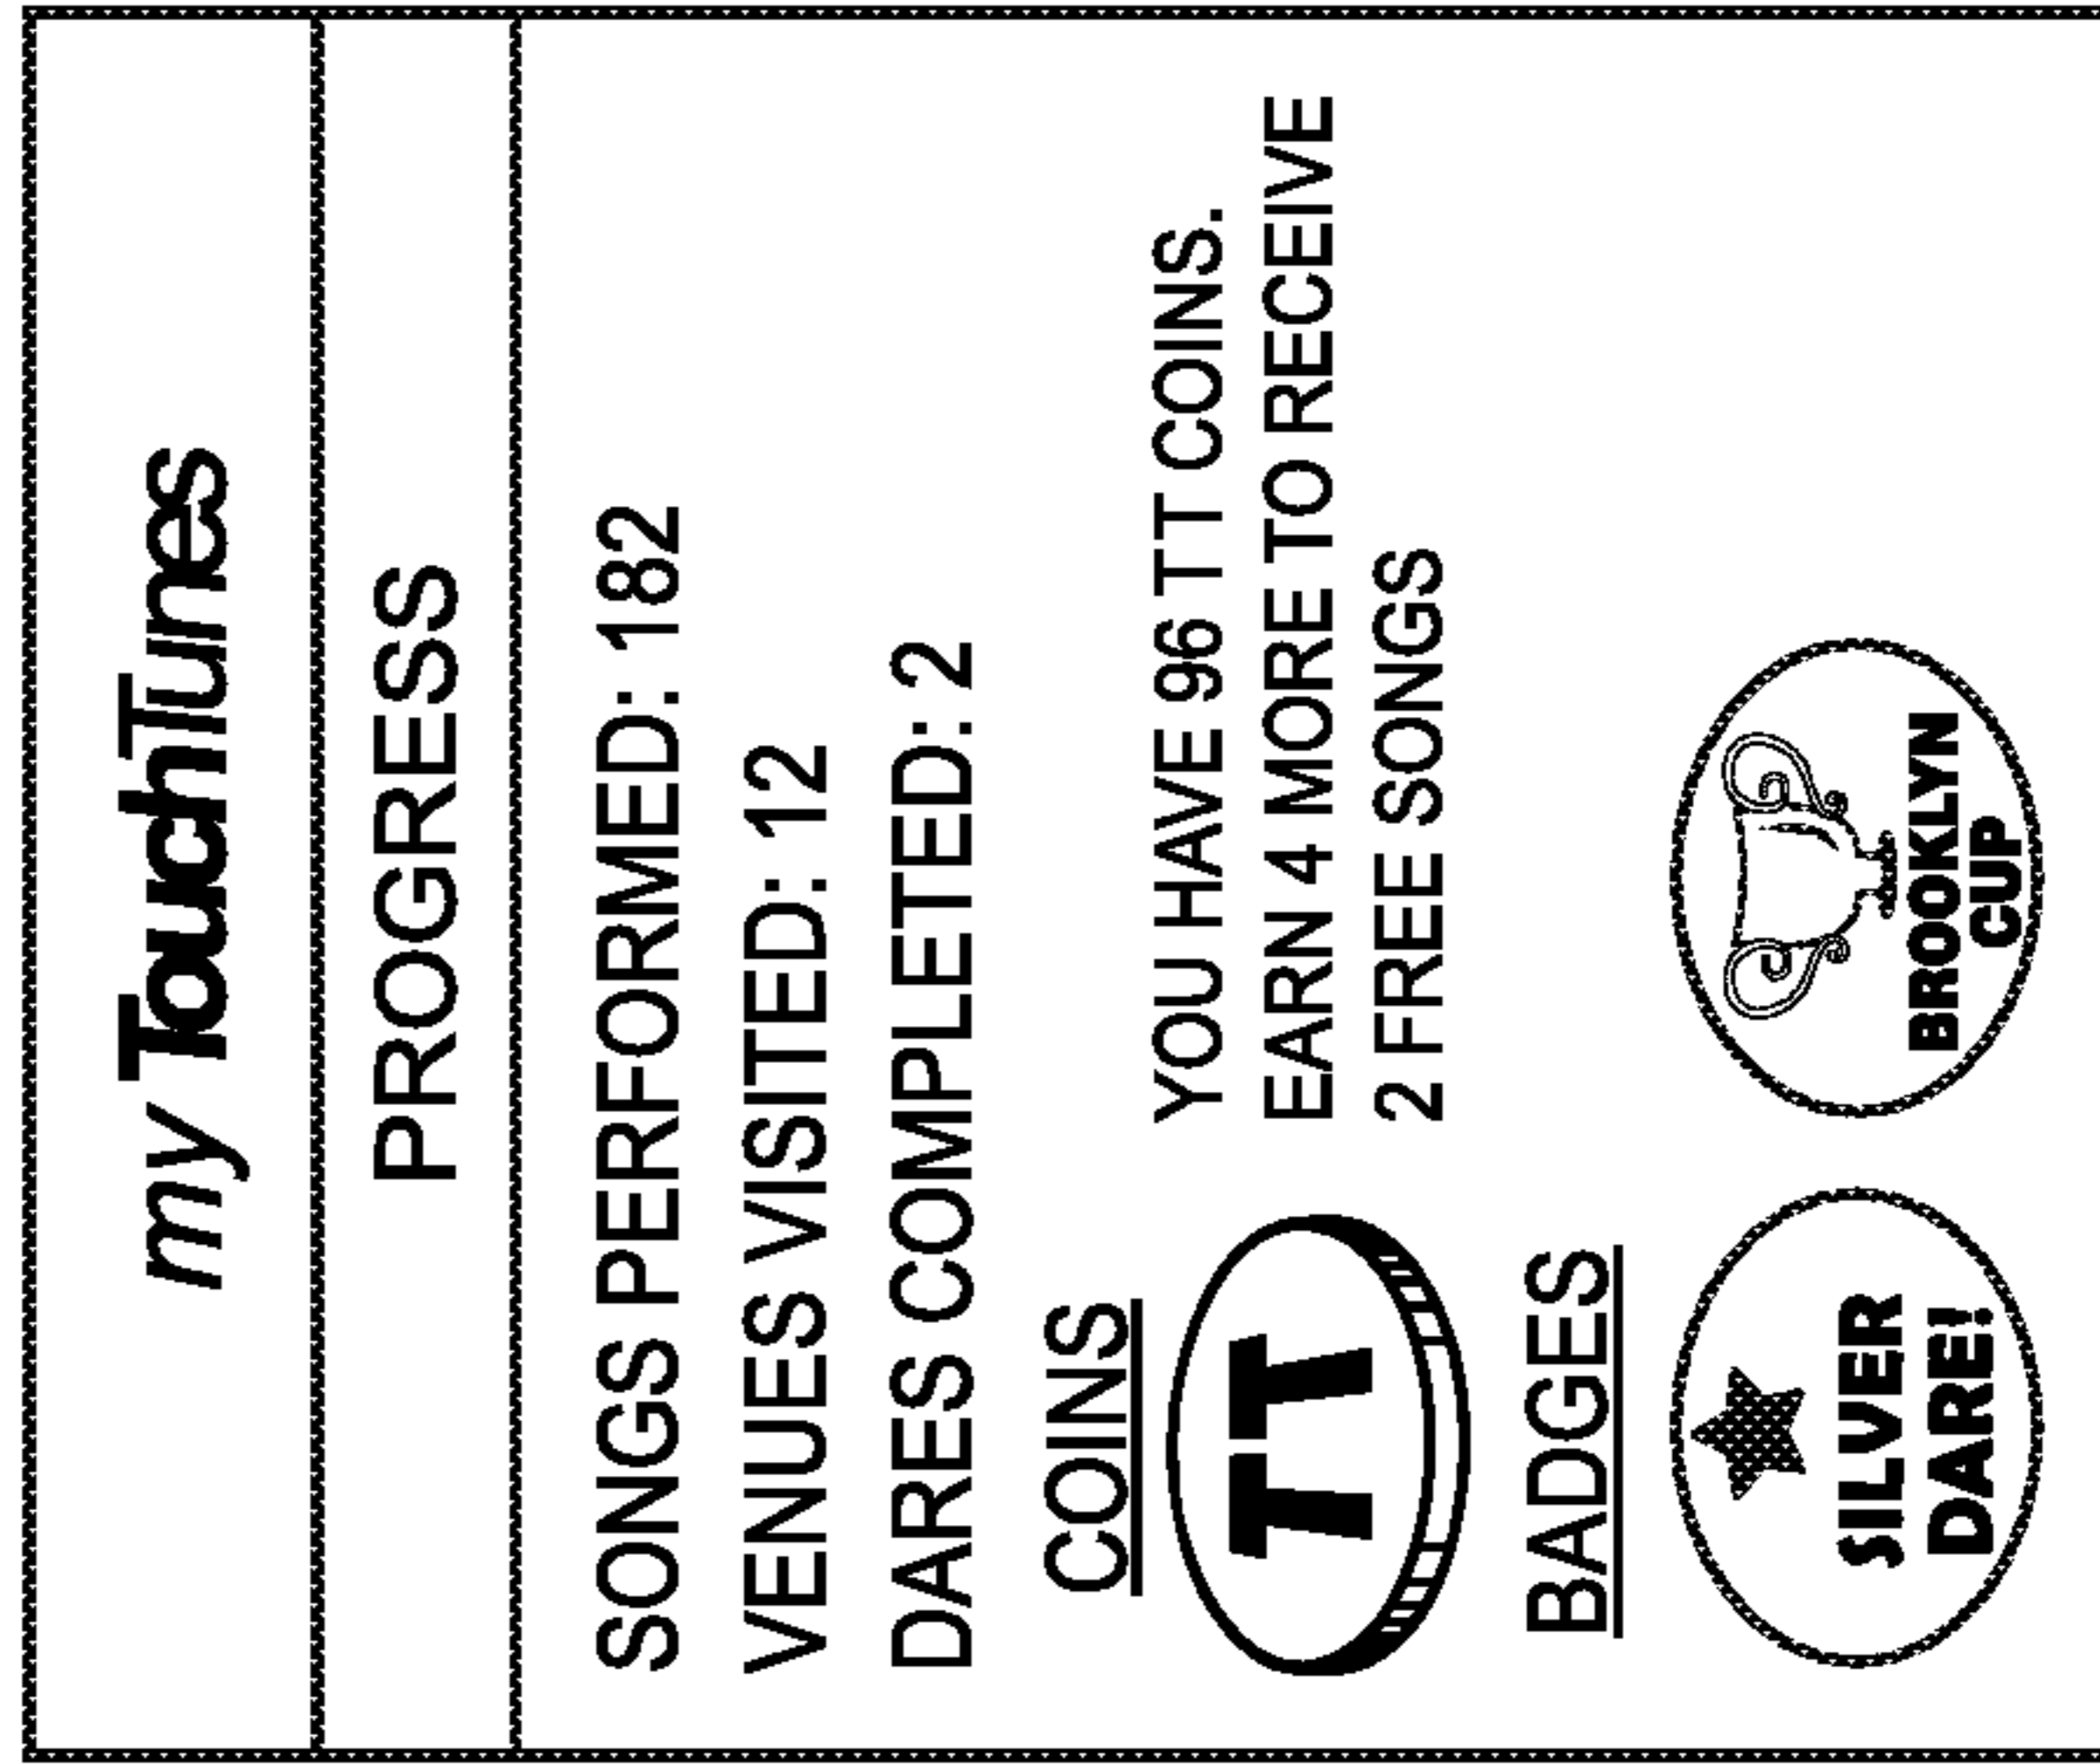 my TouchTunes
PROGRESS
SONGS PERFORMED: 182
VENUES VISITED: 12
DARES COMPLETED: 2
COINS
TT
YOU HAVE 96 TT COINS.
EARN 4 MORE TO RECEIVE
2 FREE SONGS
BADGES
SILVER
DARE!
BROOKLYN
CUP